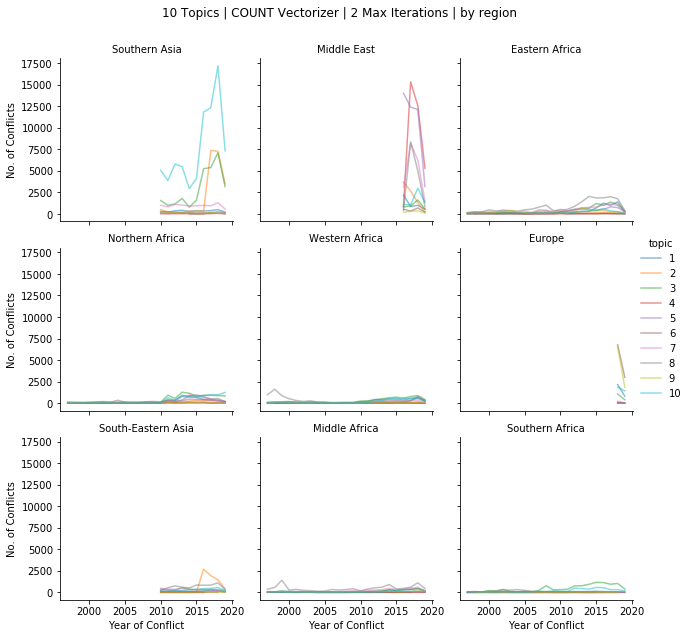 10 Topics | COUNT Vectorizer | 2 Max Iterations | by region
Southern Asia
Middle East
Eastern Africa
17500
15000
12500
10000
7500
5000
2500
0
No. of Conflicts
Northern Africa
Western Africa
Europe
17500
15000
12500
10000
7500
5000
2500
0
No. of Conflicts
topic
1
2
3
4
5
6
7
8
9
10
South-Eastern Asia
Middle Africa
Southern Africa
17500
15000
12500
10000
7500
5000
2500
0
No. of Conflicts
2000 2005 2010 2015 2020
2000 2005 2010 2015 2020
2000 2005 2010 2015 2020
Year of Conflict
Year of Conflict
Year of Conflict